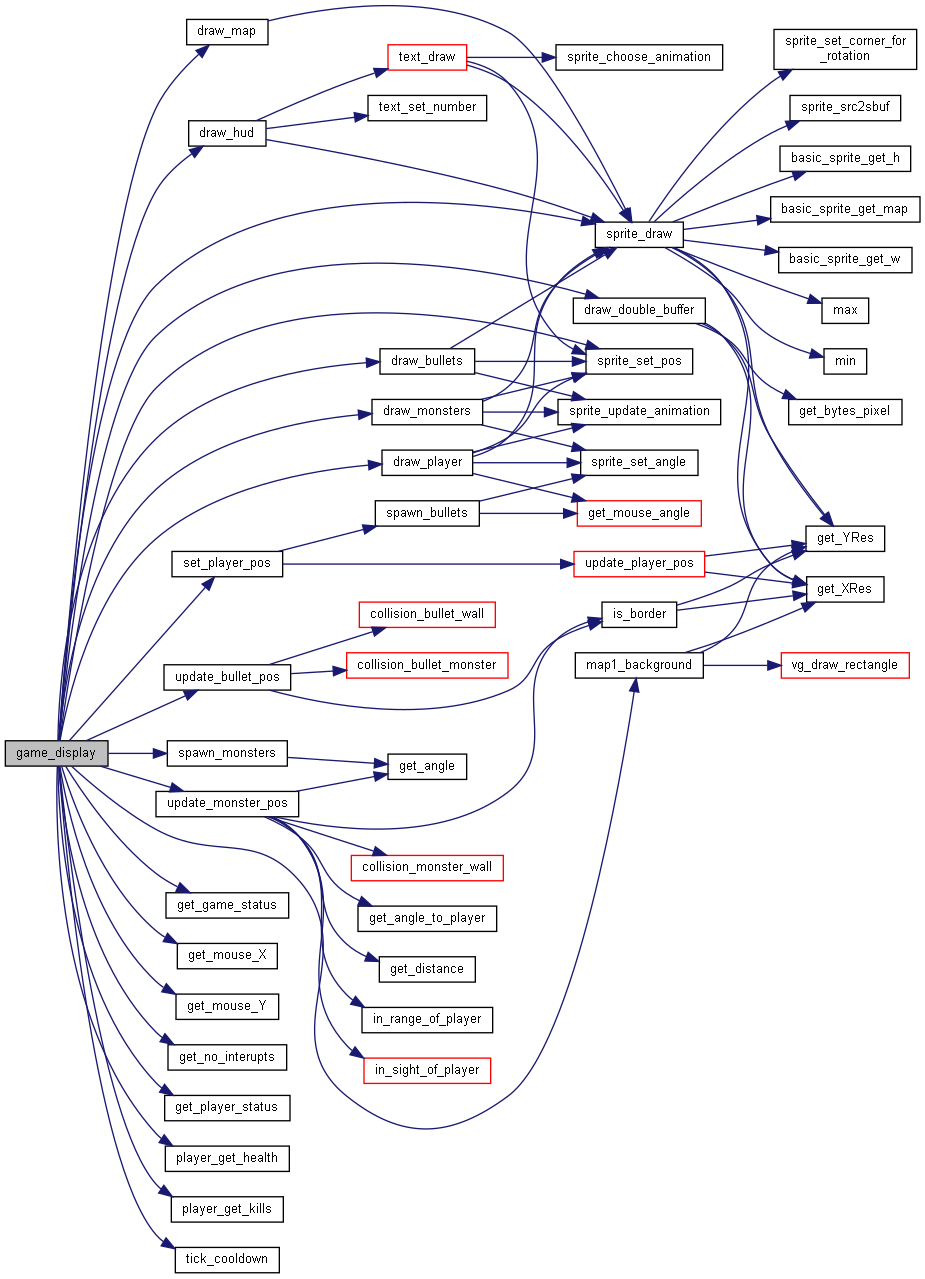 draw_map
text_draw
sprite_choose_animation
sprite_set_corner_for
_rotation
draw_hud
text_set_number
sprite_src2sbuf
basic_sprite_get_h
basic_sprite_get_map
sprite_draw
basic_sprite_get_w
draw_double_buffer
max
draw_bullets
sprite_set_pos
min
draw_monsters
sprite_update_animation
get_bytes_pixel
draw_player
sprite_set_angle
spawn_bullets
get_mouse_angle
get_YRes
set_player_pos
update_player_pos
get_XRes
collision_bullet_wall
is_border
update_bullet_pos
collision_bullet_monster
map1_background
vg_draw_rectangle
game_display
spawn_monsters
get_angle
update_monster_pos
collision_monster_wall
get_game_status
get_angle_to_player
get_mouse_X
get_distance
get_mouse_Y
in_range_of_player
get_no_interupts
in_sight_of_player
get_player_status
player_get_health
player_get_kills
tick_cooldown